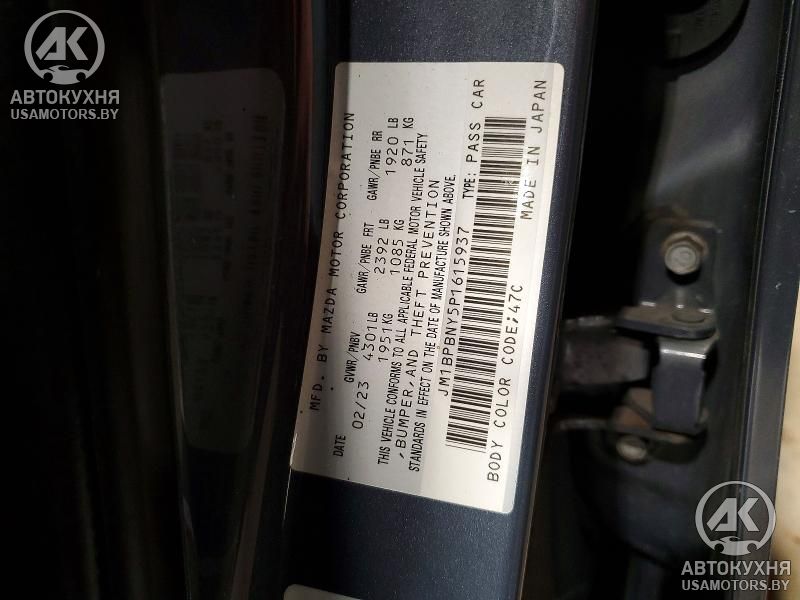 АК
АВТОКУХНЯ
USAMOTORS.BY
MFD. BY MAZDA MOTOR CORPORATION
DATE GVWR/PNBV GAWR/PNBE FRT GAWR/PNBE RR
02/23 4301LB 2392 LB 1920 LB
1951KG 1085 KG 871 KG
THIS VEHICLE CONFORMS TO ALL APPLICABLE FEDERAL MOTOR VEHICLE SAFETY
,BUMPER,AND THEFT PREVENTION
STANDARDS IN EFFECT ON THE DATE OF MANUFACTURE SHOWN ABOVE.
JM1BPBNY5P1615937 TYPE: PASS CAR
BODY COLOR CODE;47C MADE IN JAPAN
АК
АВТОКУХНЯ
USAMOTORS.BY